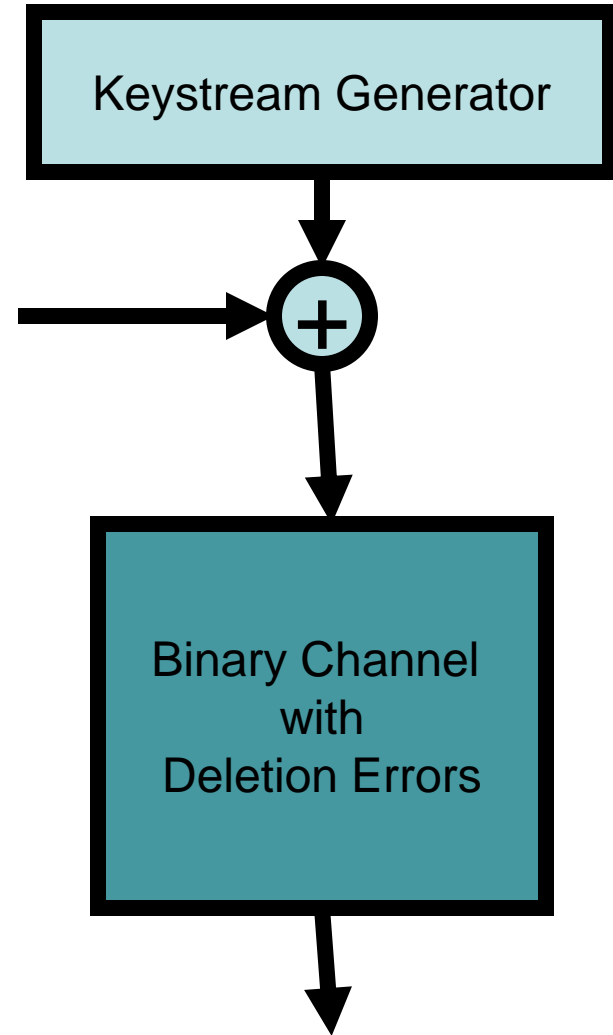 Keystream Generator
+
Binary Channel
with
Deletion Errors